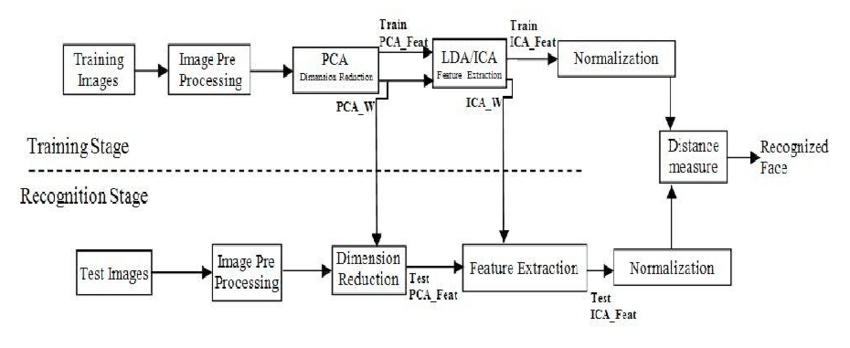 Train
PCA_Feat
Train
ICA_Feat
Training
Images
Image Pre
Processing
PCA
Dimension Reduction
LDA/ICA
Feature Extraction
Normalization
PCA_W
ICA_W
Training Stage
Distance
measure
Recognized
Face
Recognition Stage
Test Images
Image Pre
Processing
Dimension
Reduction
Test
PCA_Feat
Feature Extraction
Test
ICA_Feat
Normalization